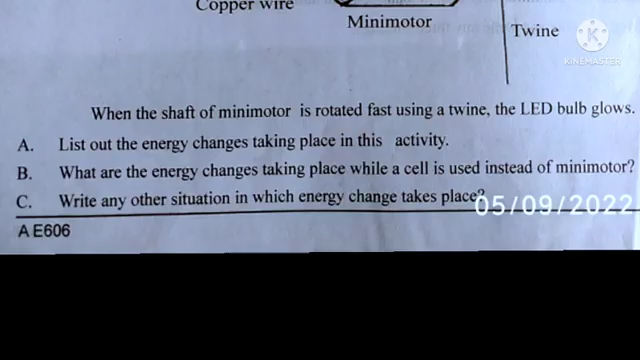 Copper wire
Minimotor
Twine
K
KINEMASTER
When the shaft of minimotor is rotated fast using a twine, the LED bulb glows.
A. List out the energy changes taking place in this activity.
B. What are the energy changes taking place while a cell is used instead of minimotor?
C. Write any other situation in which energy change takes place?
05/09/2022
A E606